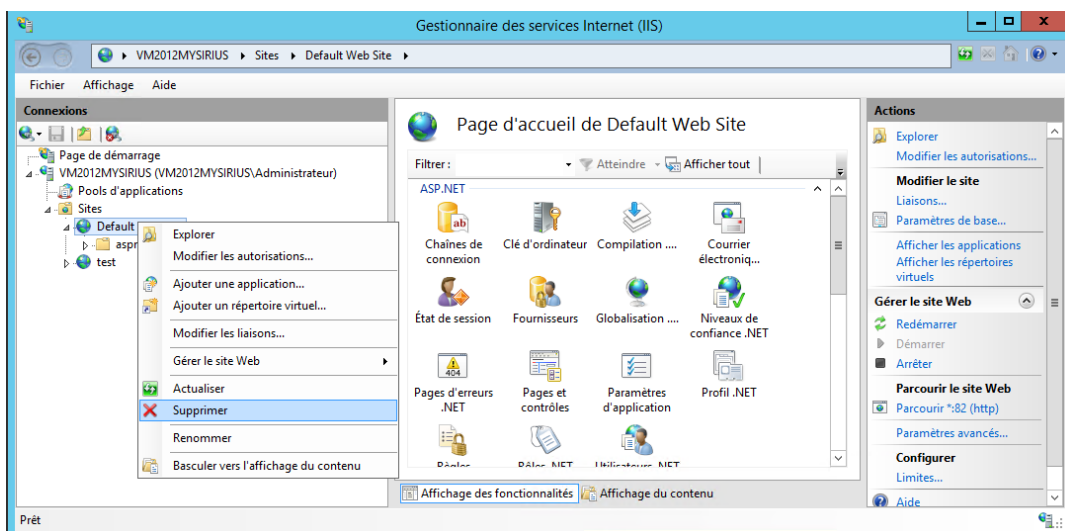 Gestionnaire des services Internet (IIS)
VM2012MYSIRIUS
Sites
Default Web Site
Fichier Affichage Aide
Connexions
Page de démarrage
VM2012MYSIRIUS (VM2012MYSIRIUS\Administrateur)
Pools d'applications
Sites
Default
aspr
test
Explorer
Modifier les autorisations...
Ajouter une application...
Ajouter un répertoire virtuel...
Modifier les liaisons...
Gérer le site Web
Actualiser
Supprimer
Renommer
Basculer vers l'affichage du contenu
Page d'accueil de Default Web Site
Filtrer : Atteindre Afficher tout
ASP.NET
Chaînes de connexion
Clé d'ordinateur
Compilation ....
Courrier électroniq...
État de session
Fournisseurs
Globalisation ....
Niveaux de confiance .NET
Pages d'erreurs .NET
Pages et contrôles
Paramètres d'application
Profil .NET
Règles
Rôles .NET
Utilisateurs .NET
Affichage des fonctionnalités
Affichage du contenu
Actions
Explorer
Modifier les autorisations...
Modifier le site
Liaisons...
Paramètres de base...
Afficher les applications
Afficher les répertoires
virtuels
Gérer le site Web
Redémarrer
Démarrer
Arrêter
Parcourir le site Web
Parcourir *:82 (http)
Paramètres avancés...
Configurer
Limites...
Aide
Prêt